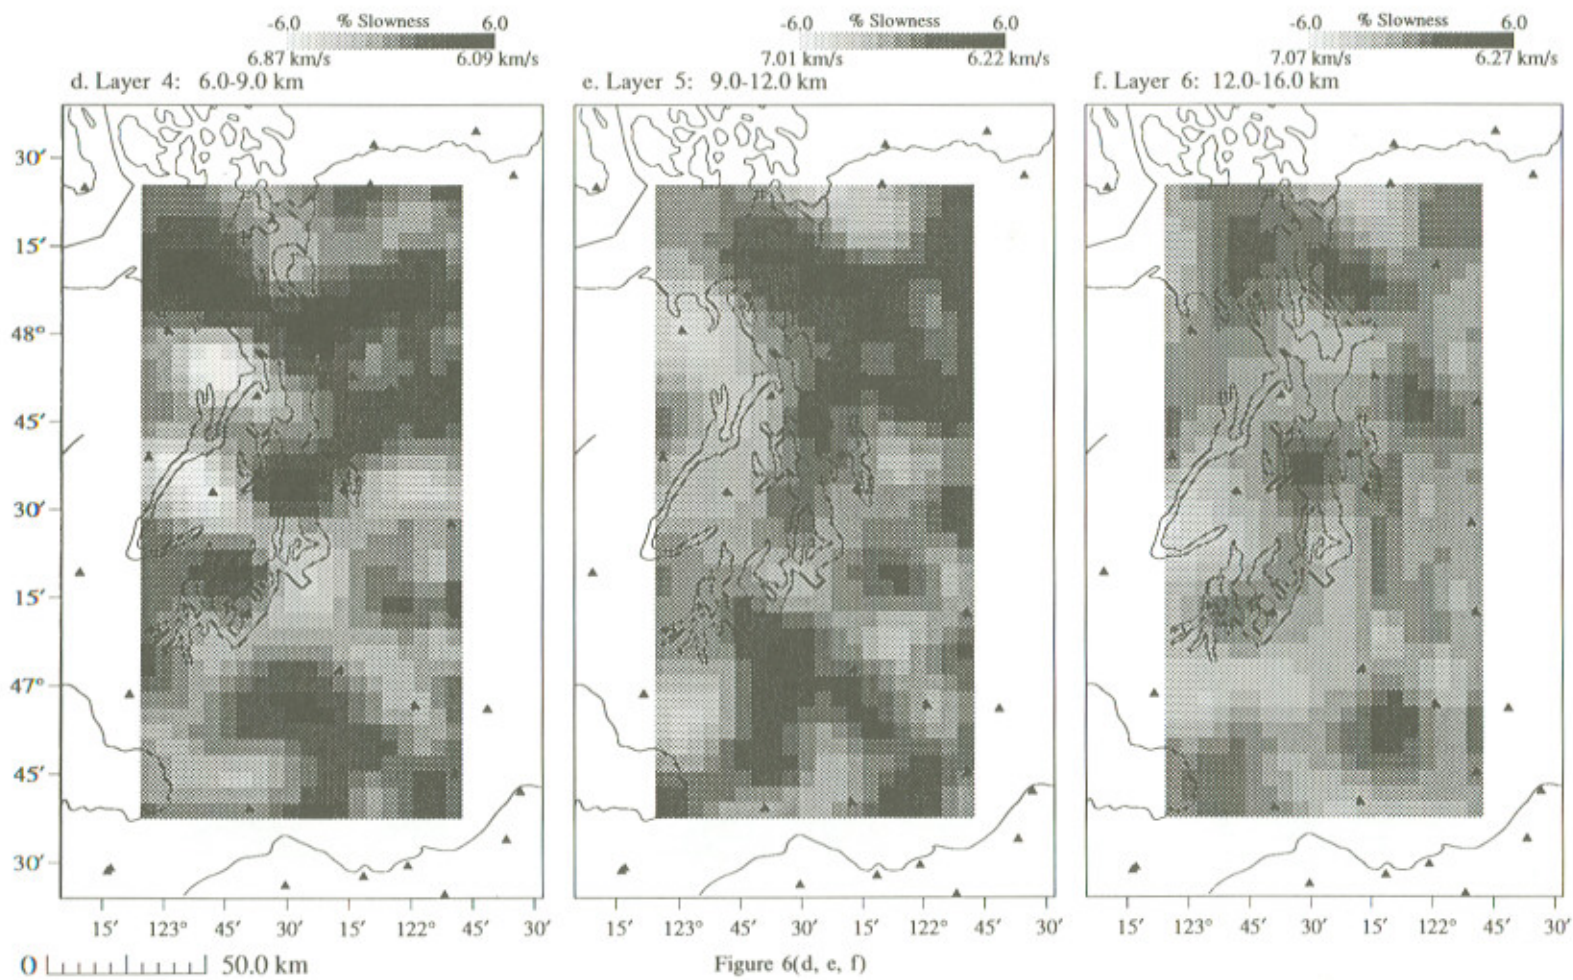 -6.0 % Slowness 6.0
6.87 km/s 6.09 km/s
d. Layer 4: 6.0-9.0 km
-6.0 % Slowness 6.0
7.01 km/s 6.22 km/s
e. Layer 5: 9.0-12.0 km
-6.0 % Slowness 6.0
7.07 km/s 6.27 km/s
f. Layer 6: 12.0-16.0 km
30′
15′
48°
45′
30′
15′
47°
45′
30′
15′ 123° 45′ 30′ 15′ 122° 45′ 30′
15′ 123° 45′ 30′ 15′ 122° 45′ 30′
15′ 123° 45′ 30′ 15′ 122° 45′ 30′
0 50.0 km
Figure 6(d, e, f)